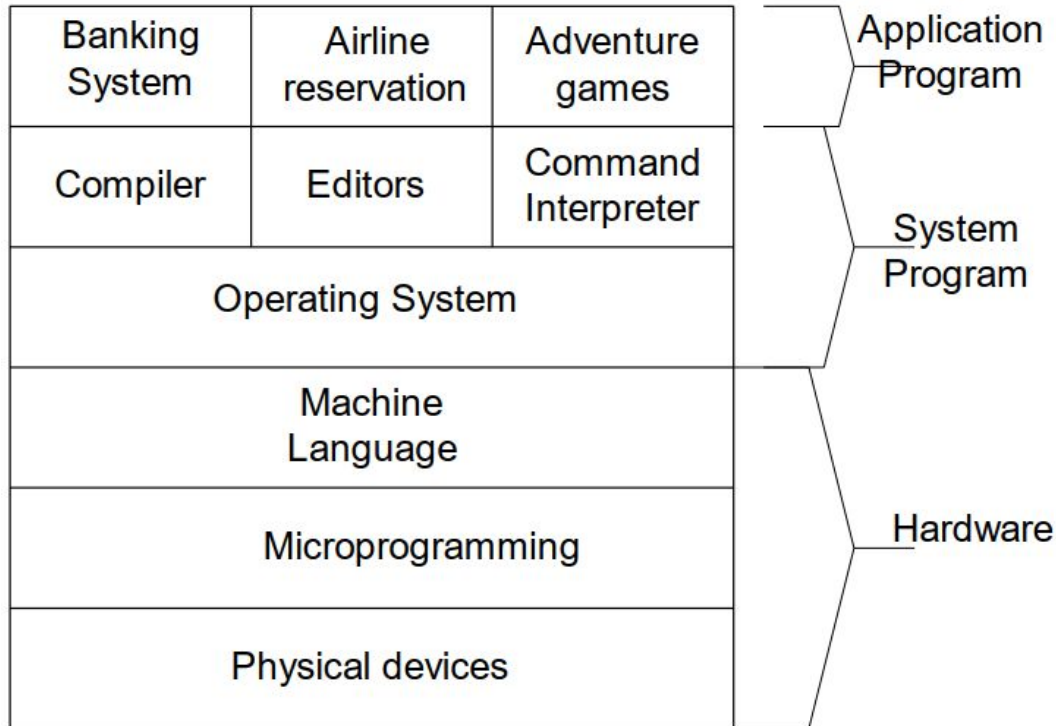 Banking
System
Airline
reservation
Adventure
games
Application
Program
Compiler
Editors
Command
Interpreter
System
Program
Operating System
Machine
Language
Microprogramming
Hardware
Physical devices